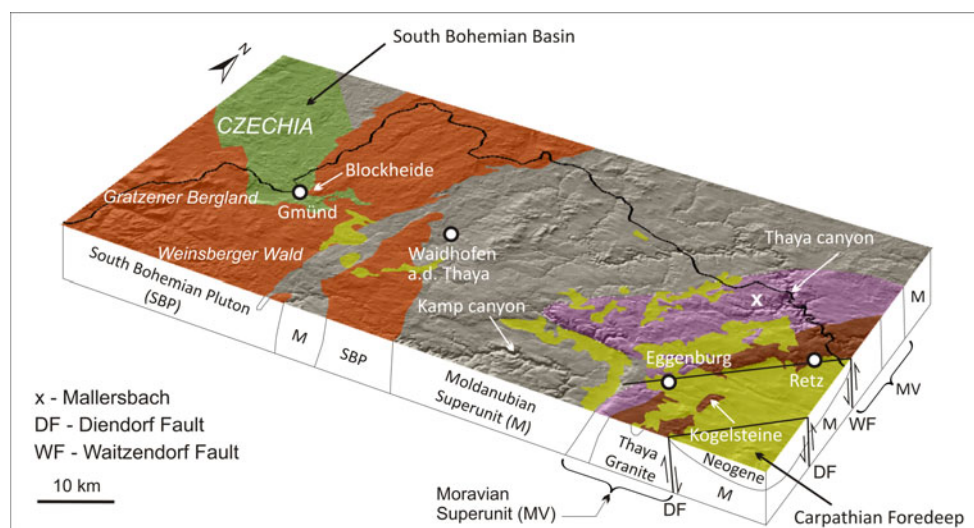 South Bohemian Basin
N
CZECHIA
Blockheide
Gratzener Bergland
Gmünd
Weinsberger Wald
Waidhofen
a.d. Thaya
Thaya canyon
x
Kamp canyon
South Bohemian Pluton
(SBP)
M
SBP
Moldanubian
Superunit (M)
Eggenburg
Retz
Kogelsteine
M
MV
WF
M
DF
Thaya
Granite
Neogene
M
DF
x - Mallersbach
DF - Diendorf Fault
WF - Waitzendorf Fault
10 km
Moravian
Superunit (MV)
Carpathian Foredeep